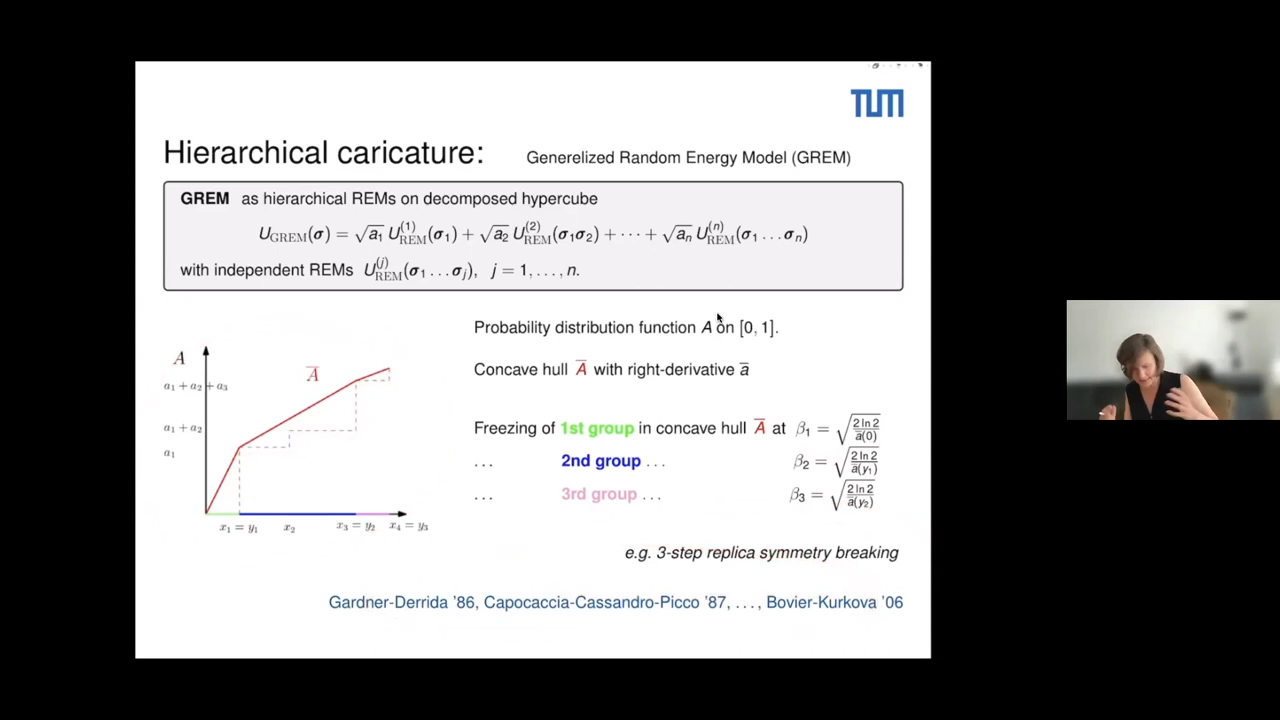 TUM
Hierarchical caricature: Generelized Random Energy Model (GREM)
GREM as hierarchical REMs on decomposed hypercube
U_GREM(σ) = √a₁ U_REM^(1)(σ₁) + √a₂ U_REM^(2)(σ₁σ₂) + ··· + √aₙ U_REM^(n)(σ₁ ... σₙ)
with independent REMs U_REM^(j)(σ₁ ... σⱼ), j = 1, ..., n.
Probability distribution function A on [0, 1].
Concave hull A̅ with right-derivative a̅
Freezing of 1st group in concave hull A̅ at β₁ = √(2 ln 2 / a̅(0))
... 2nd group ... β₂ = √(2 ln 2 / a̅(y₁))
... 3rd group ... β₃ = √(2 ln 2 / a̅(y₂))
A
A̅
a₁ + a₂ + a₃
a₁ + a₂
a₁
x₁ = y₁ x₂ x₃ = y₂ x₄ = y₃
e.g. 3-step replica symmetry breaking
Gardner-Derrida '86, Capocaccia-Cassandro-Picco '87, ..., Bovier-Kurkova '06